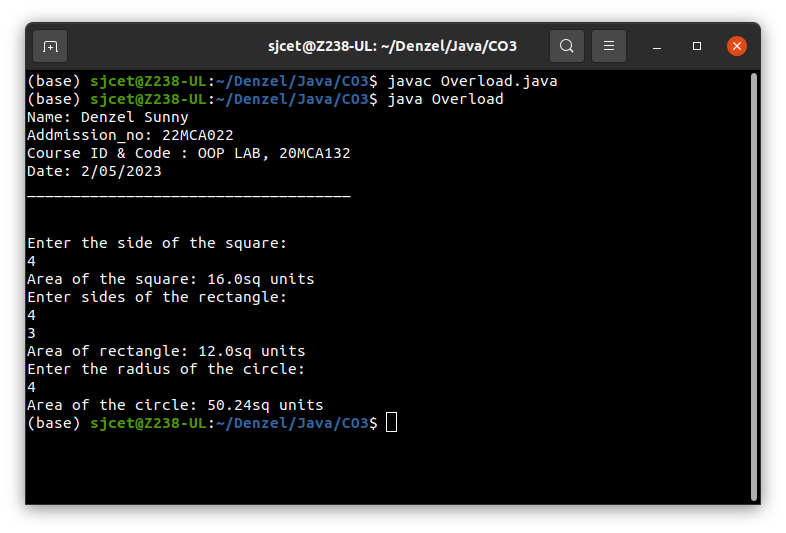 sjcet@Z238-UL: ~/Denzel/Java/CO3
(base) sjcet@Z238-UL:~/Denzel/Java/CO3$ javac Overload.java
(base) sjcet@Z238-UL:~/Denzel/Java/CO3$ java Overload
Name: Denzel Sunny
Addmission_no: 22MCA022
Course ID & Code : OOP LAB, 20MCA132
Date: 2/05/2023
____________________________________
Enter the side of the square:
4
Area of the square: 16.0sq units
Enter sides of the rectangle:
4
3
Area of rectangle: 12.0sq units
Enter the radius of the circle:
4
Area of the circle: 50.24sq units
(base) sjcet@Z238-UL:~/Denzel/Java/CO3$